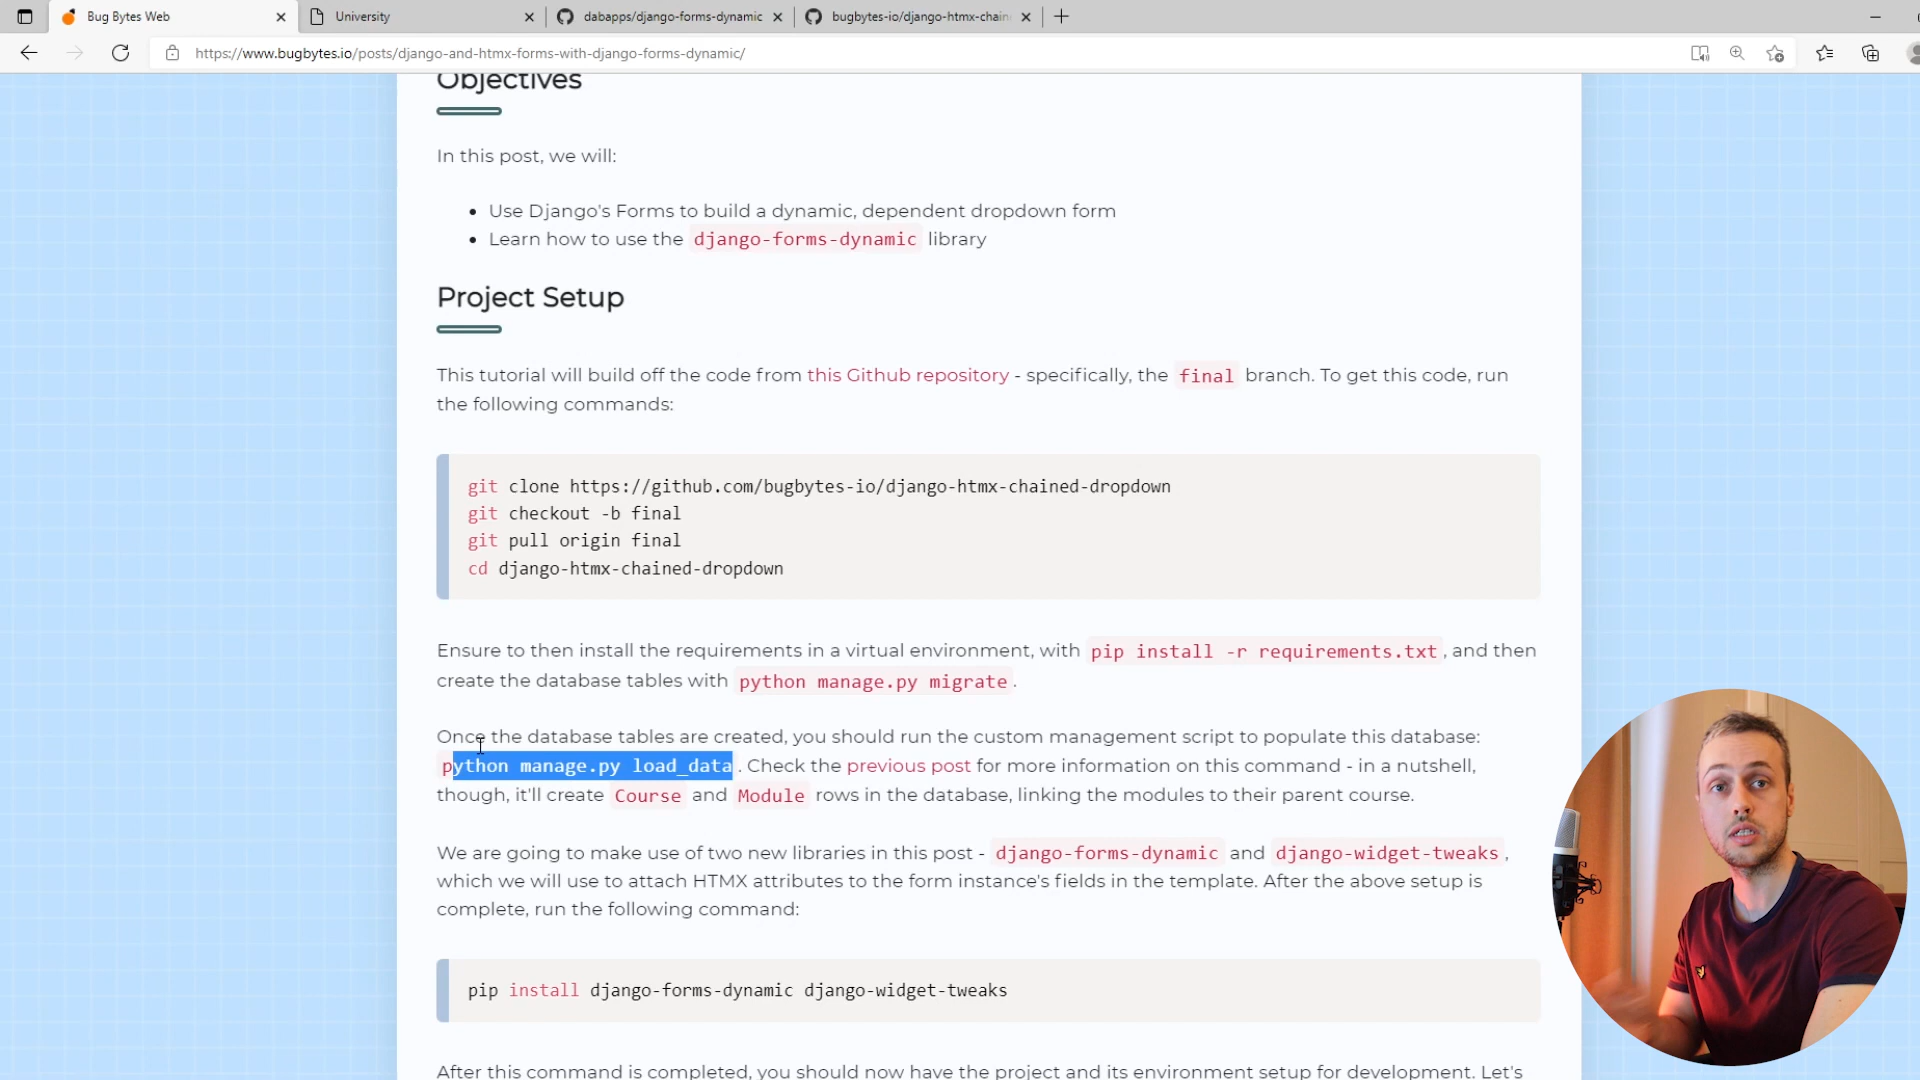 Bug Bytes Web
University
dabapps/django-forms-dynamic
bugbytes-io/django-htmx-chain
https://www.bugbytes.io/posts/django-and-htmx-forms-with-django-forms-dynamic/
Objectives
In this post, we will:
Use Django's Forms to build a dynamic, dependent dropdown form
Learn how to use the django-forms-dynamic library
Project Setup
This tutorial will build off the code from this Github repository - specifically, the final branch. To get this code, run
the following commands:
git clone https://github.com/bugbytes-io/django-htmx-chained-dropdown
git checkout -b final
git pull origin final
cd django-htmx-chained-dropdown
Ensure to then install the requirements in a virtual environment, with pip install -r requirements.txt, and then
create the database tables with python manage.py migrate.
Once the database tables are created, you should run the custom management script to populate this database:
python manage.py load_data. Check the previous post for more information on this command - in a nutshell,
though, it'll create Course and Module rows in the database, linking the modules to their parent course.
We are going to make use of two new libraries in this post - django-forms-dynamic and django-widget-tweaks,
which we will use to attach HTMX attributes to the form instance's fields in the template. After the above setup is
complete, run the following command:
pip install django-forms-dynamic django-widget-tweaks
After this command is completed, you should now have the project and its environment setup for development. Let's